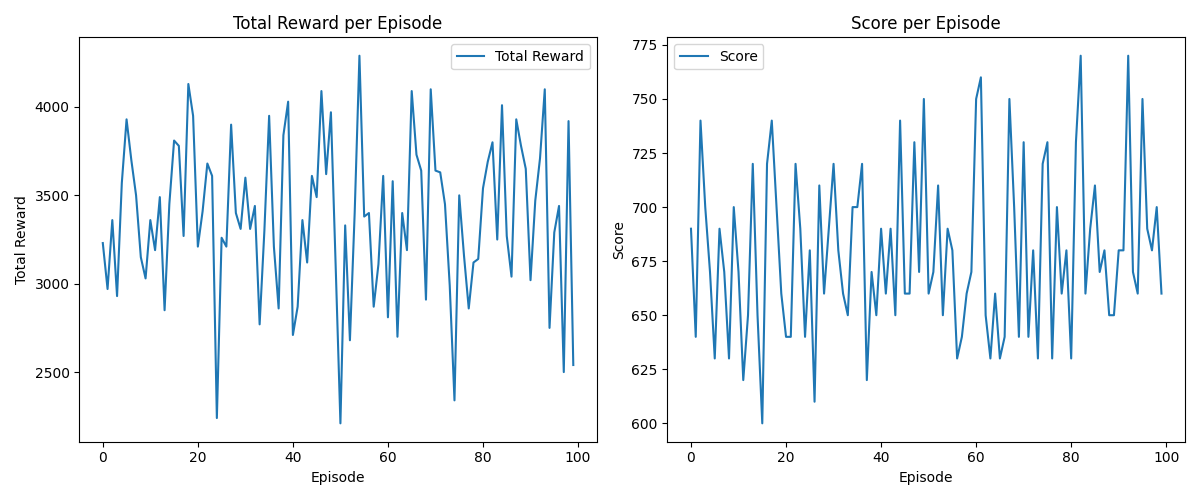 Total Reward per Episode
Total Reward
4000
3500
3000
2500
Total Reward
0 20 40 60 80 100
Episode
Score per Episode
Score
775
750
725
700
675
650
625
600
Score
0 20 40 60 80 100
Episode